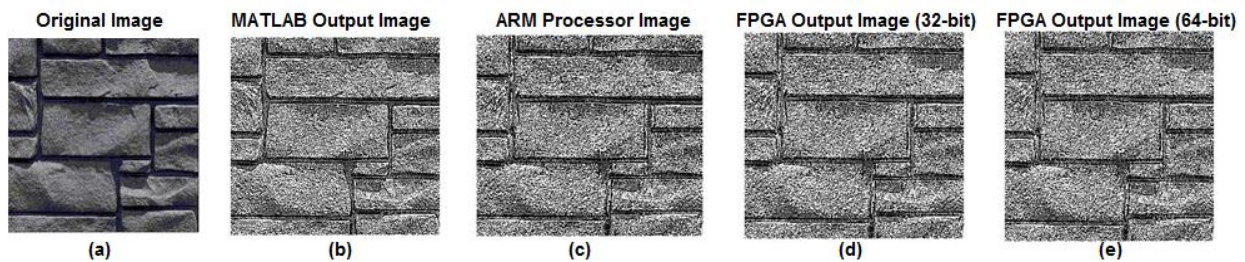 Original Image
MATLAB Output Image
ARM Processor Image
FPGA Output Image (32-bit)
FPGA Output Image (64-bit)
(a)
(b)
(c)
(d)
(e)